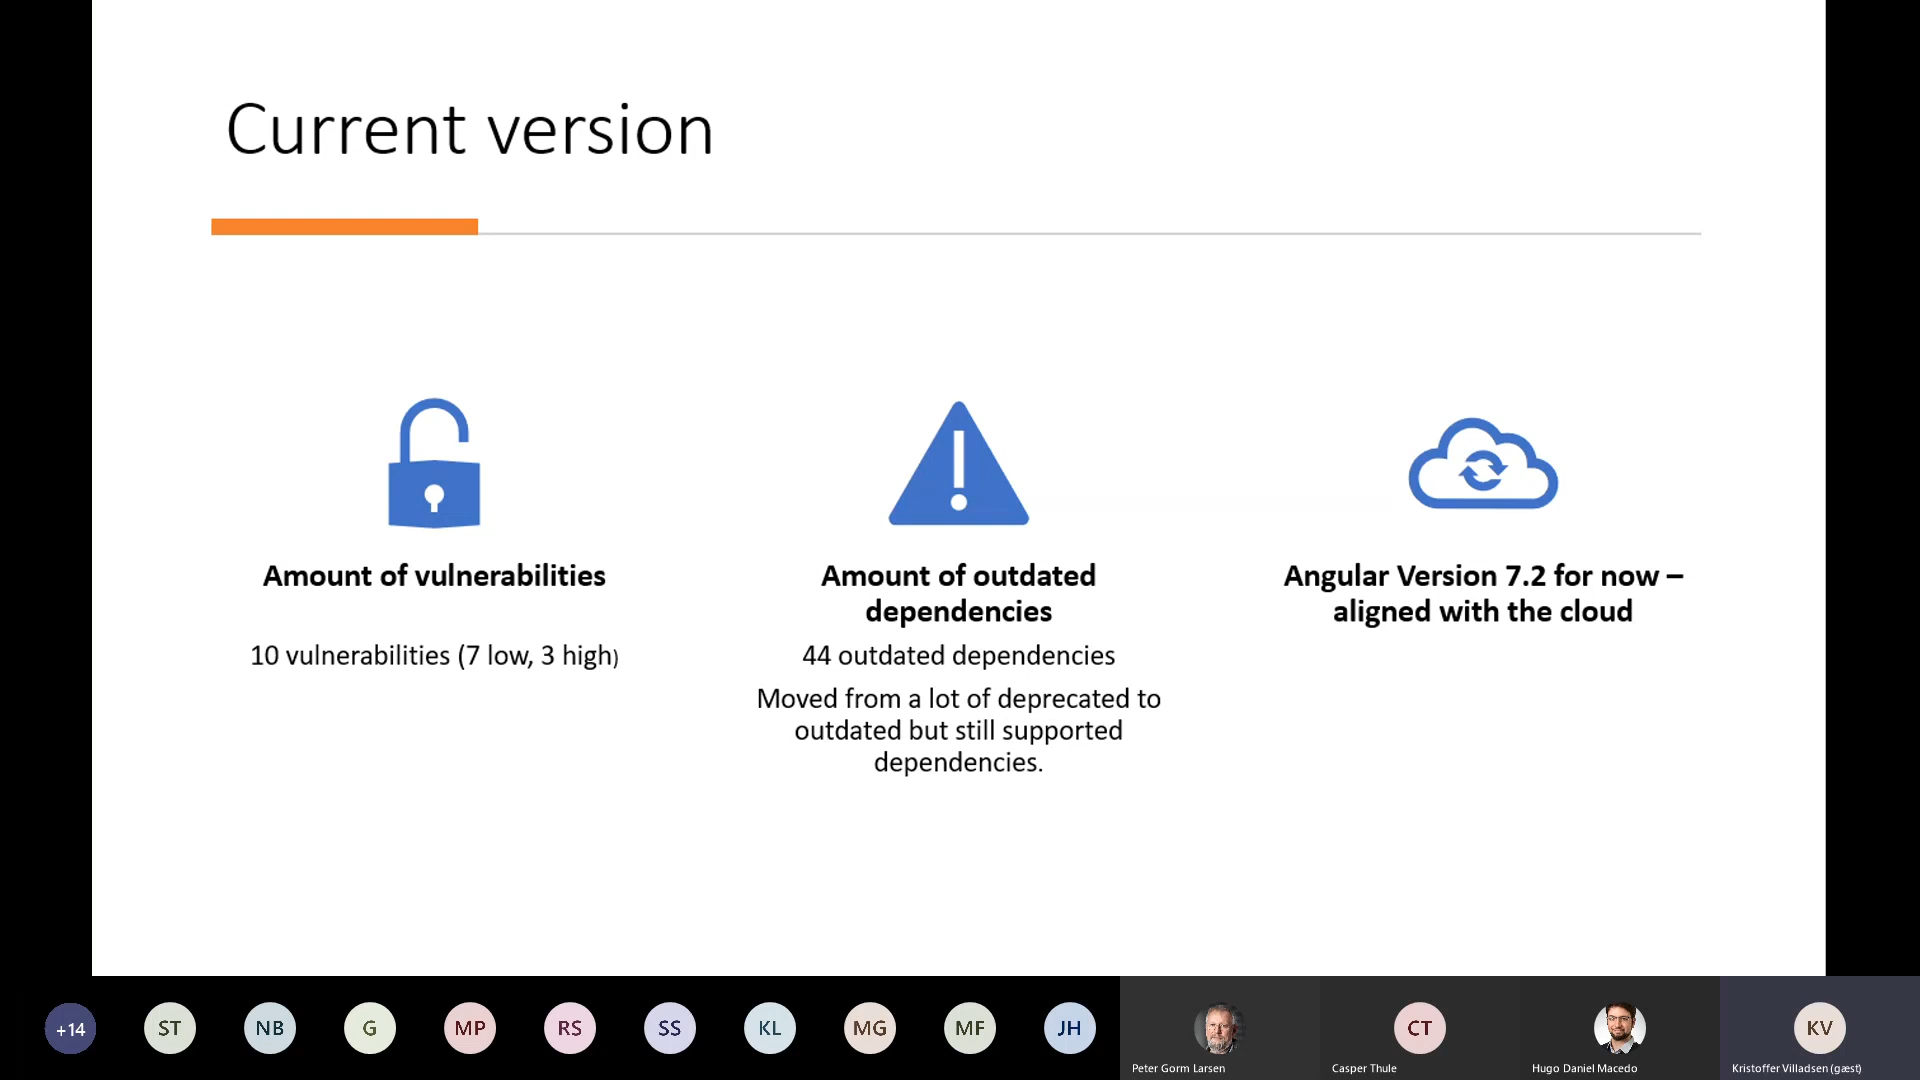 Current version
Amount of vulnerabilities
10 vulnerabilities (7 low, 3 high)
Amount of outdated
dependencies
44 outdated dependencies
Moved from a lot of deprecated to
outdated but still supported
dependencies.
Angular Version 7.2 for now –
aligned with the cloud
+14
ST
NB
G
MP
RS
SS
KL
MG
MF
JH
Peter Gorm Larsen
CT
Casper Thule
Hugo Daniel Macedo
KV
Kristoffer Villadsen (gæst)